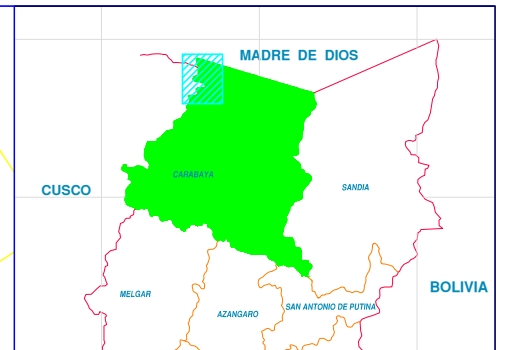 MADRE DE DIOS
CARABAYA
SANDIA
CUSCO
BOLIVIA
MELGAR
SAN ANTONIO DE PUTINA
AZANGARO